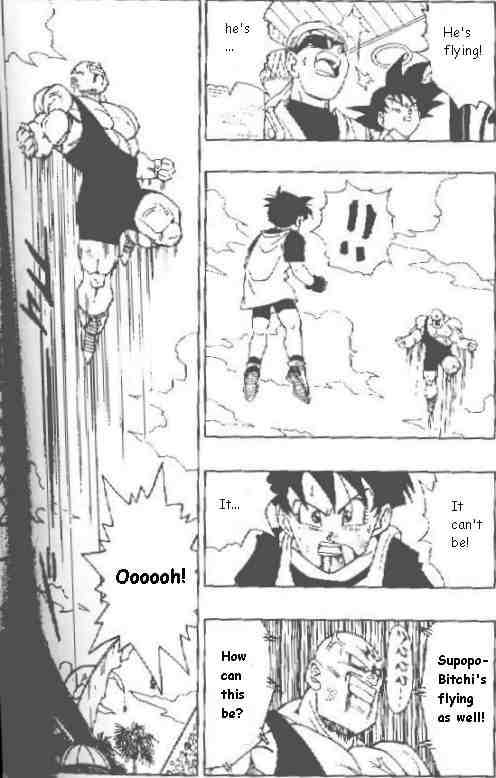 He's
flying!
he's
...
!!
!!
It
can't
be!
It...
Supopo-
Bitchi's
flying
as well!
How
can
this
be?
Oooooh!